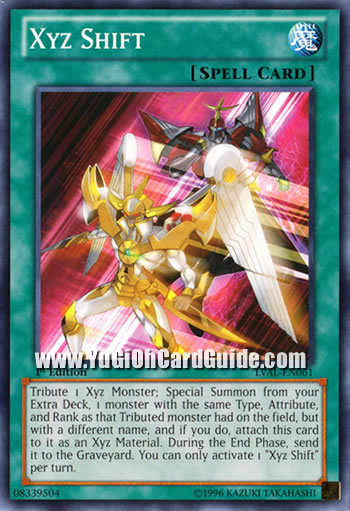 Xyz Shift
[Spell Card]
www.YuGiOhCardGuide.com
1st Edition
LVAL-EN061
Tribute 1 Xyz Monster; Special Summon from your
Extra Deck, 1 monster with the same Type, Attribute,
and Rank as that Tributed monster had on the field, but
with a different name, and if you do, attach this card
to it as an Xyz Material. During the End Phase, send
it to the Graveyard. You can only activate 1 "Xyz Shift"
per turn.
08339504
©1996 KAZUKI TAKAHASHI